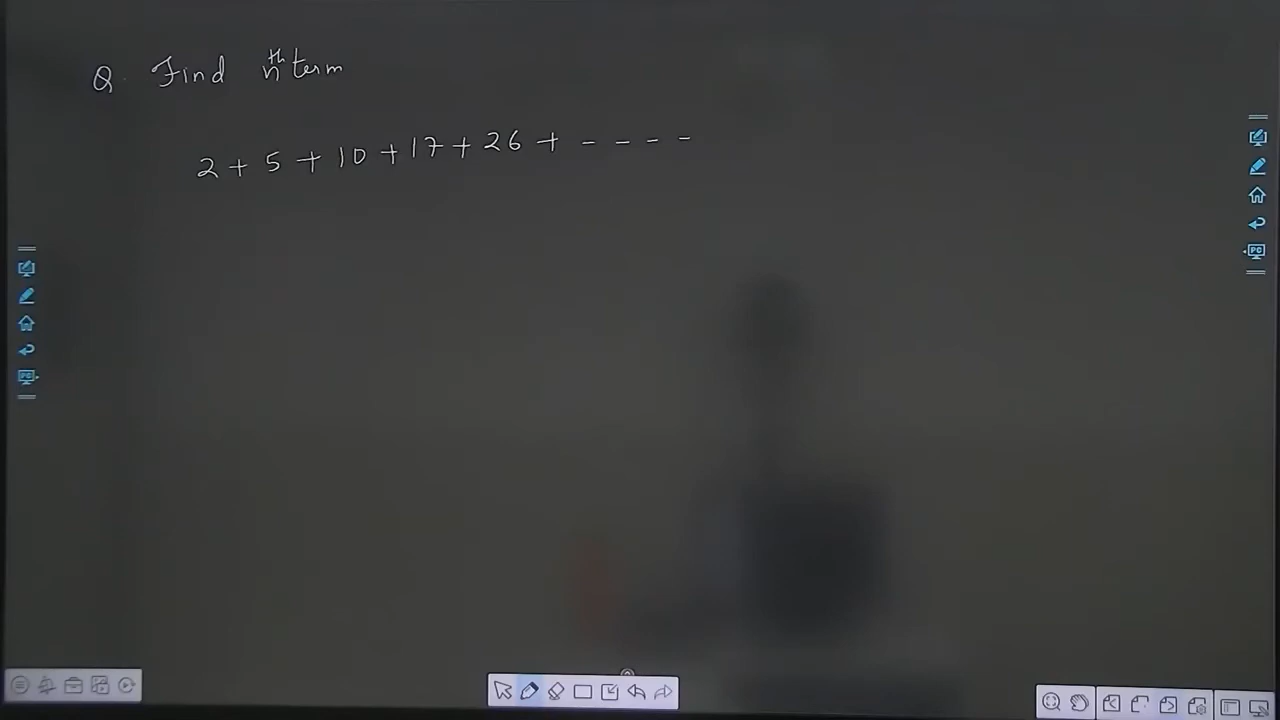 Q. Find nth term
2 + 5 + 10 + 17 + 26 + - - - -